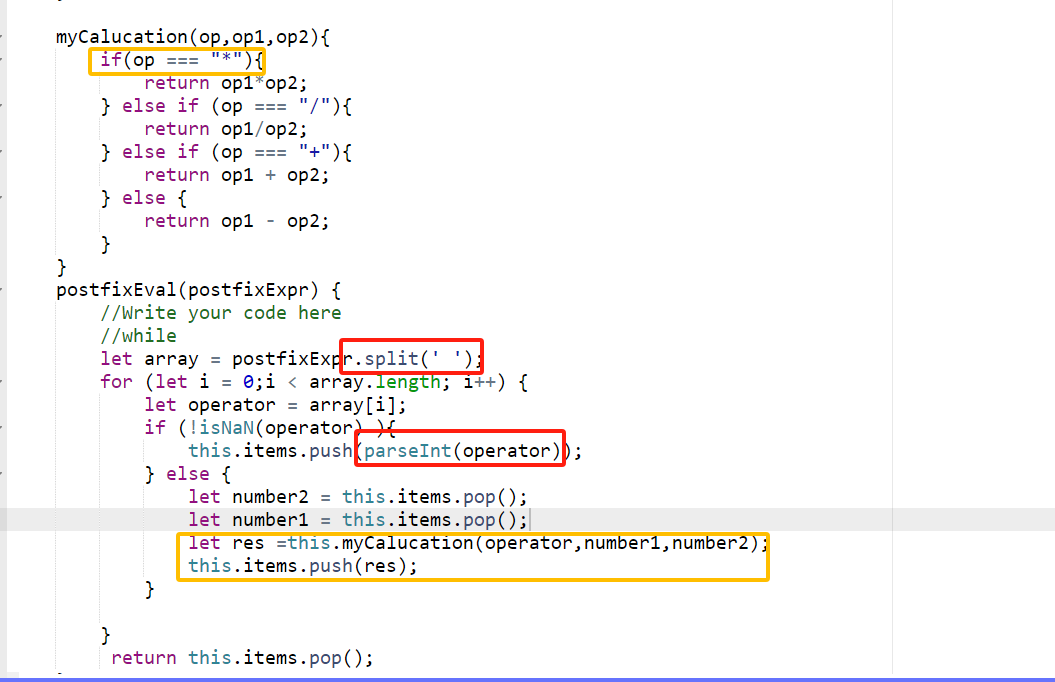 myCalucation(op,op1,op2){
if(op === "*"){
return op1*op2;
} else if (op === "/"){
return op1/op2;
} else if (op === "+"){
return op1 + op2;
} else {
return op1 - op2;
}
}
postfixEval(postfixExpr) {
//Write your code here
//while
let array = postfixExpr.split(' ');
for (let i = 0;i < array.length; i++) {
let operator = array[i];
if (!isNaN(operator) ){
this.items.push(parseInt(operator));
} else {
let number2 = this.items.pop();
let number1 = this.items.pop();
let res =this.myCalucation(operator,number1,number2);
this.items.push(res);
}
}
return this.items.pop();